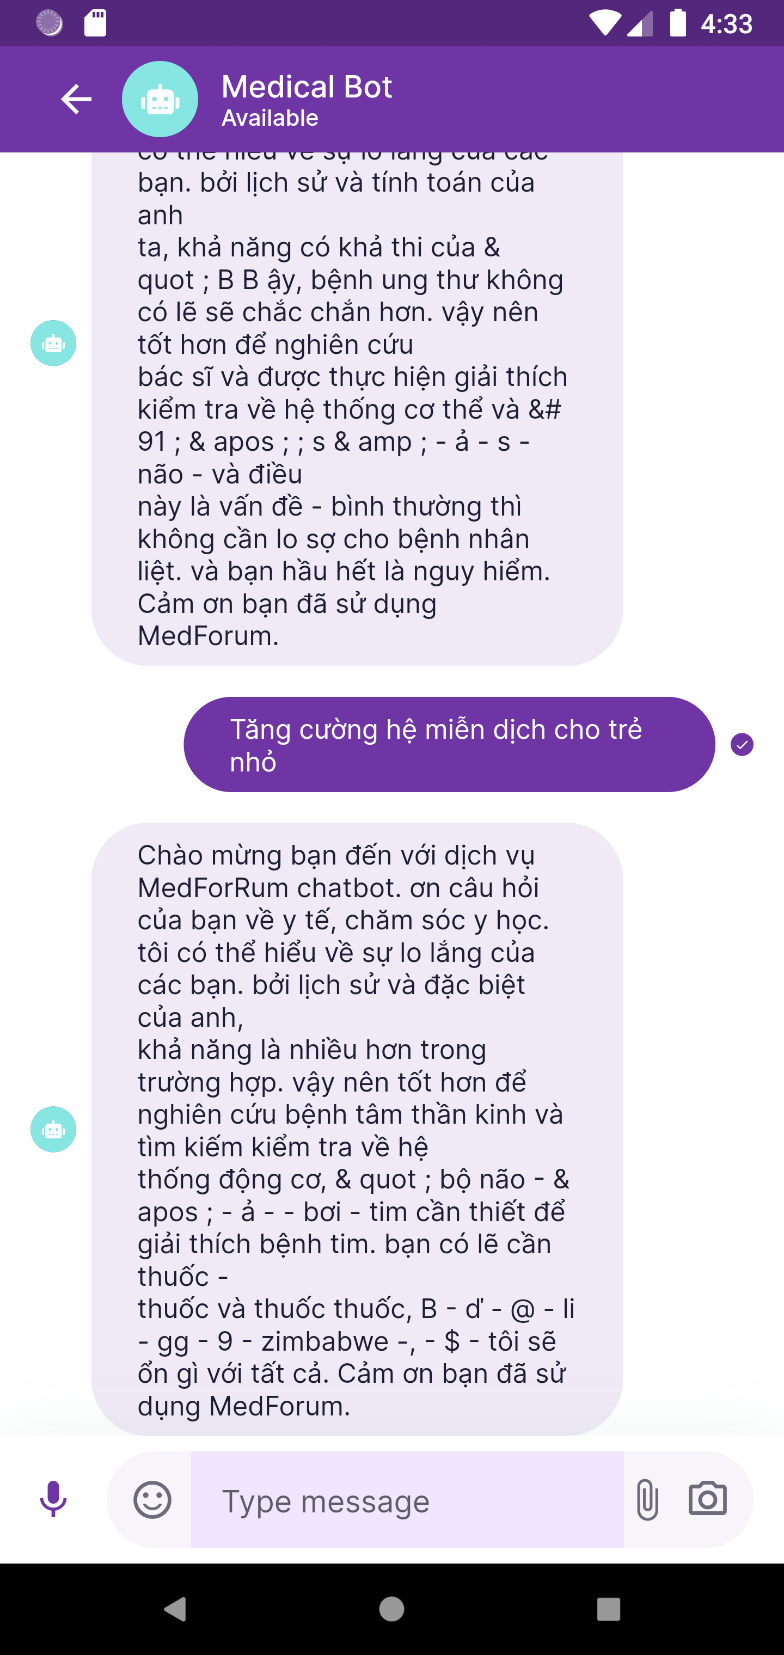 4:33
Medical Bot
Available
có thể hiểu về sự lo lắng của các
bạn. bởi lịch sử và tính toán của
anh
ta, khả năng có khả thi của &
quot ; B B ậy, bệnh ung thư không
có lẽ sẽ chắc chắn hơn. vậy nên
tốt hơn để nghiên cứu
bác sĩ và được thực hiện giải thích
kiểm tra về hệ thống cơ thể và &#
91 ; & apos ; ; s & amp ; - ả - s -
não - và điều
này là vấn đề - bình thường thì
không cần lo sợ cho bệnh nhân
liệt. và bạn hầu hết là nguy hiểm.
Cảm ơn bạn đã sử dụng
MedForum.
Tăng cường hệ miễn dịch cho trẻ
nhỏ
Chào mừng bạn đến với dịch vụ
MedForRum chatbot. ơn câu hỏi
của bạn về y tế, chăm sóc y học.
tôi có thể hiểu về sự lo lắng của
các bạn. bởi lịch sử và đặc biệt
của anh,
khả năng là nhiều hơn trong
trường hợp. vậy nên tốt hơn để
nghiên cứu bệnh tâm thần kinh và
tìm kiếm kiểm tra về hệ
thống động cơ, & quot ; bộ não - &
apos ; - ả - - bơi - tim cần thiết để
giải thích bệnh tim. bạn có lẽ cần
thuốc -
thuốc và thuốc thuốc, B - ď - @ - li
- gg - 9 - zimbabwe -, - $ - tôi sẽ
ổn gì với tất cả. Cảm ơn bạn đã sử
dụng MedForum.
Type message